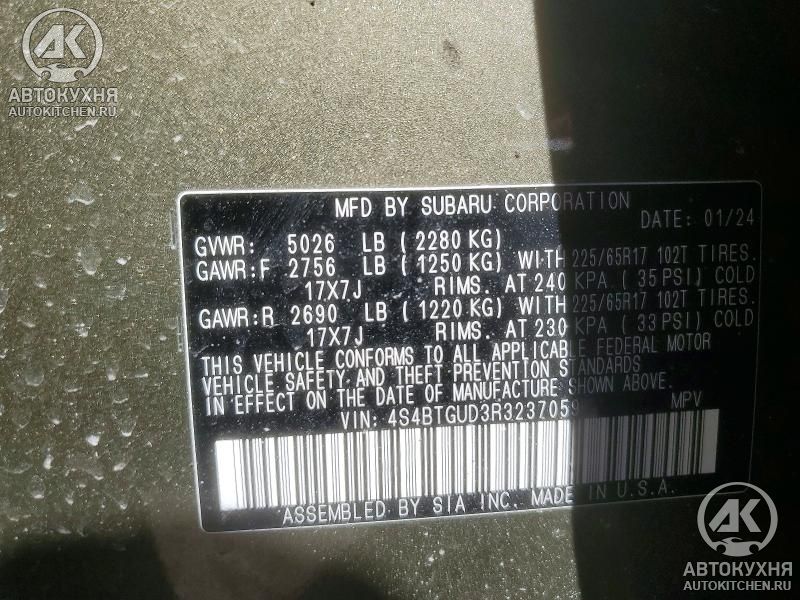 AK
АВТОКУХНЯ
AUTOKITCHEN.RU
MFD BY SUBARU CORPORATION
DATE: 01/24
GVWR: 5026 LB (2280 KG)
GAWR:F 2756 LB (1250 KG) WITH 225/65R17 102T TIRES.
17X7J RIMS. AT 240 KPA (35 PSI) COLD
GAWR:R 2690 LB (1220 KG) WITH 225/65R17 102T TIRES.
17X7J RIMS. AT 230 KPA (33 PSI) COLD
THIS VEHICLE CONFORMS TO ALL APPLICABLE FEDERAL MOTOR
VEHICLE SAFETY AND THEFT PREVENTION STANDARDS
IN EFFECT ON THE DATE OF MANUFACTURE SHOWN ABOVE.
VIN: 4S4BTGUD3R3237059 MPV
ASSEMBLED BY SIA INC. MADE IN U.S.A.
AK
АВТОКУХНЯ
AUTOKITCHEN.RU